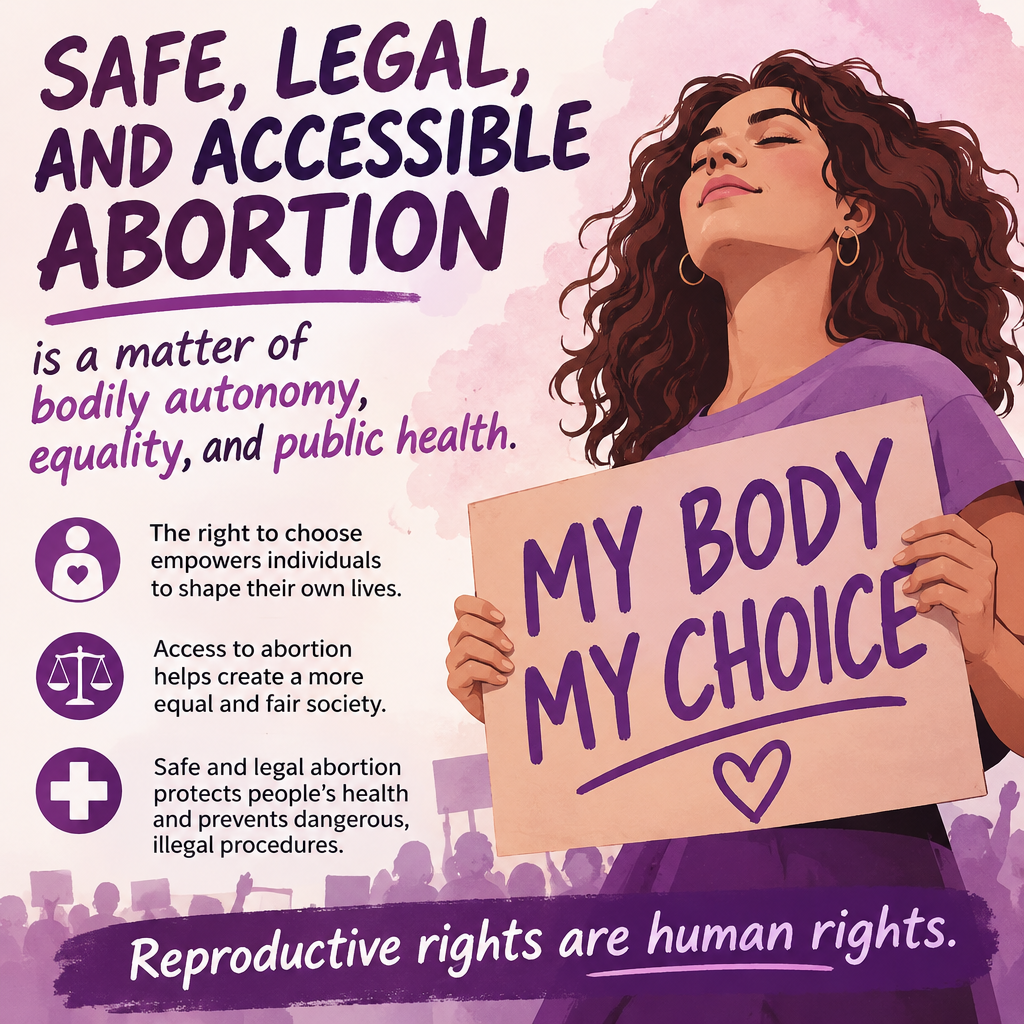 SAFE, LEGAL,
AND ACCESSIBLE
ABORTION
is a matter of
bodily autonomy,
equality, and public health.
The right to choose
empowers individuals
to shape their own lives.
Access to abortion
helps create a more
equal and fair society.
Safe and legal abortion
protects people's health
and prevents dangerous,
illegal procedures.
MY BODY
MY CHOICE
Reproductive rights are human rights.